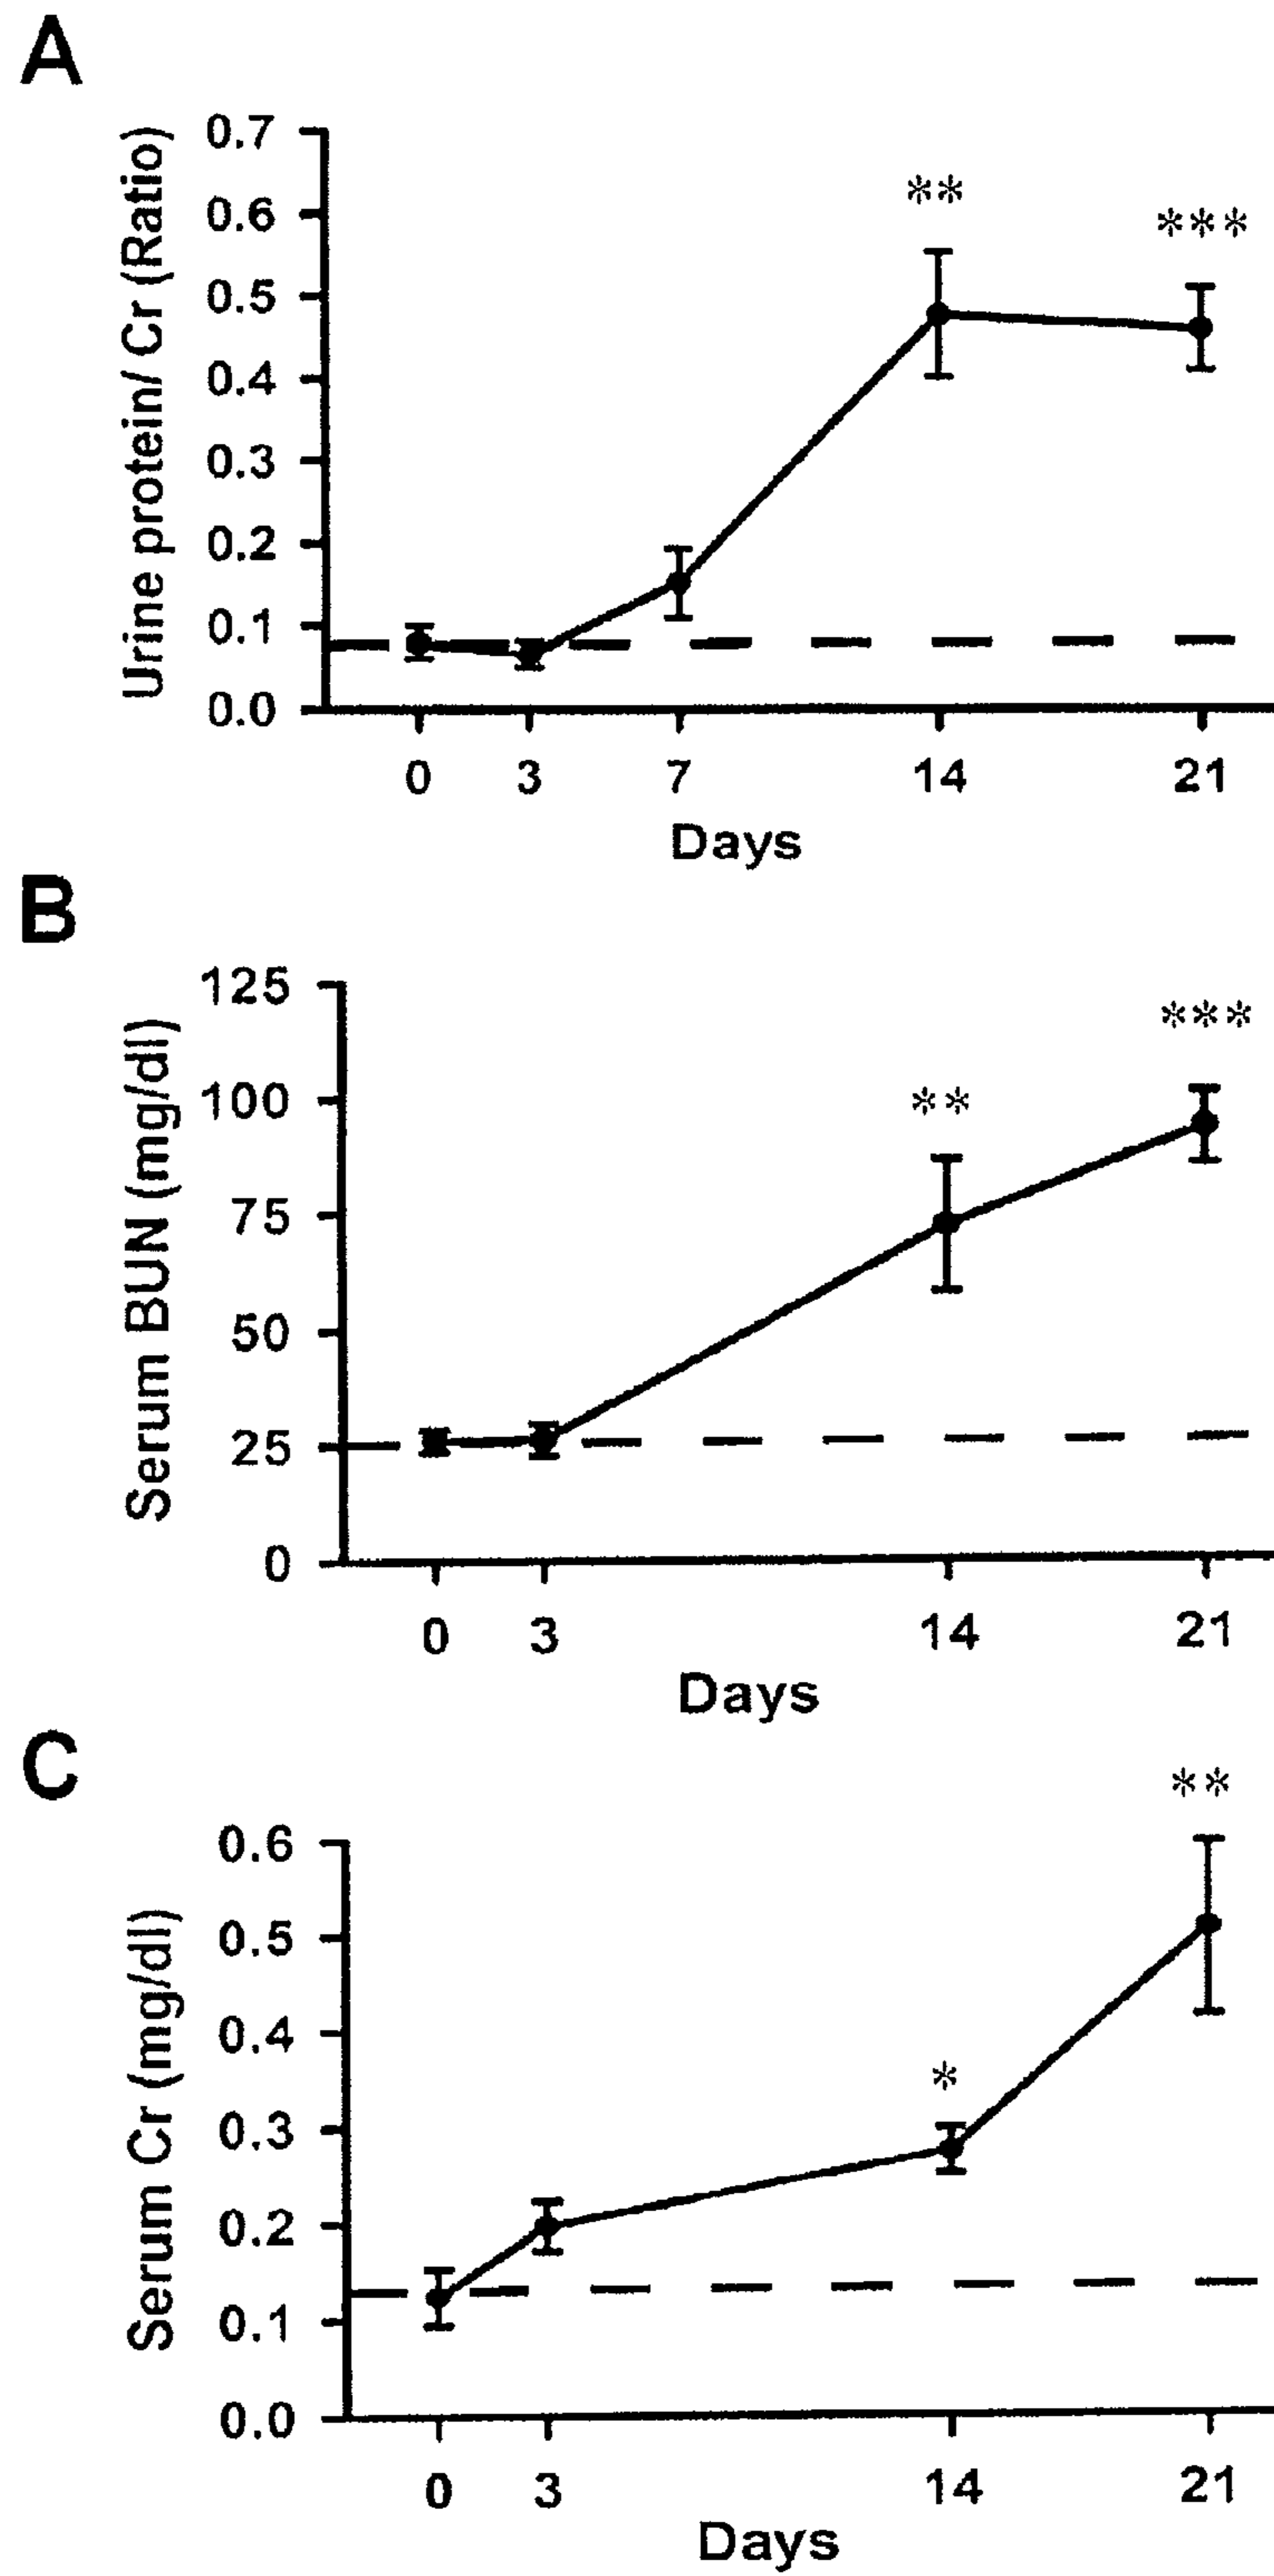 A
Urine protein/ Cr (Ratio)
0.7
0.6
0.5
0.4
0.3
0.2
0.1
0.0
**
***
0 3 7 14 21
Days
B
Serum BUN (mg/dl)
125
100
75
50
25
0
**
***
0 3 14 21
Days
C
Serum Cr (mg/dl)
0.6
0.5
0.4
0.3
0.2
0.1
0.0
*
**
0 3 14 21
Days